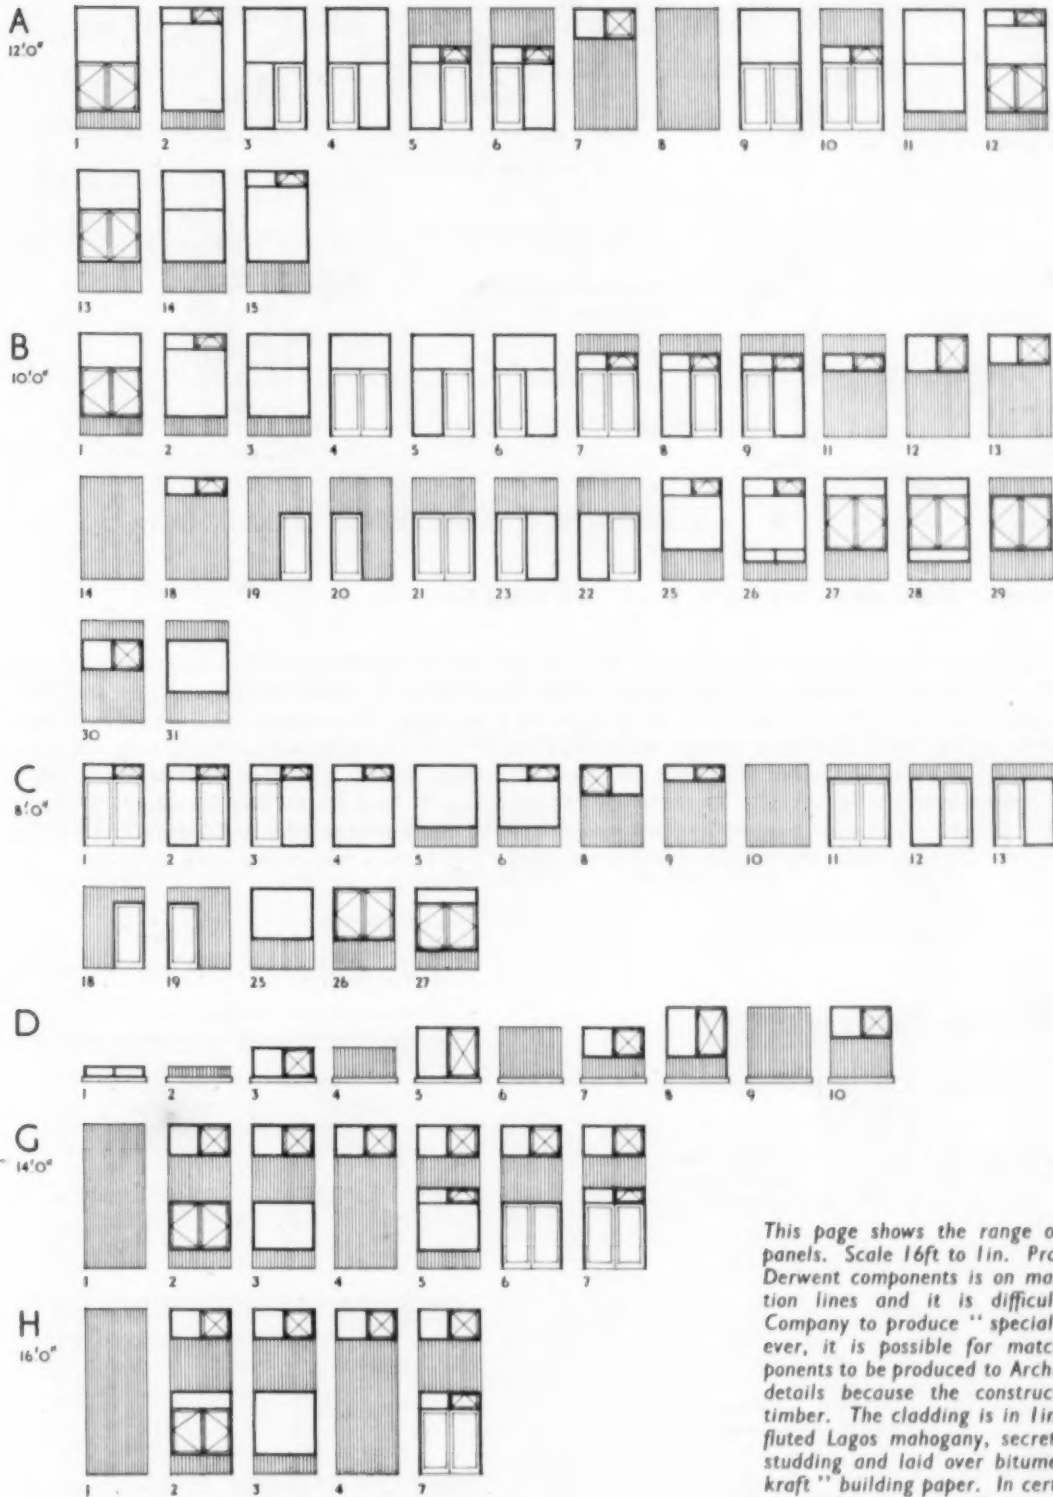 A
12'0"
1 2 3 4 5 6 7 8 9 10 11 12
13 14 15
B
10'0"
1 2 3 4 5 6 7 8 9 11 12 13
14 18 19 20 21 23 22 25 26 27 28 29
30 31
C
8'0"
1 2 3 4 5 6 8 9 10 11 12 13
18 19 25 26 27
D
1 2 3 4 5 6 7 8 9 10
G
14'0"
1 2 3 4 5 6 7
H
16'0"
1 2 3 4 7
This page shows the range o
panels. Scale 16ft to 1in. Pro
Derwent components is on ma
tion lines and it is difficul
Company to produce " special
ever, it is possible for matc
ponents to be produced to Arch
details because the construc
timber. The cladding is in 1in
fluted Lagos mahogany, secret
studding and laid over bitume
kraft " building paper. In cert